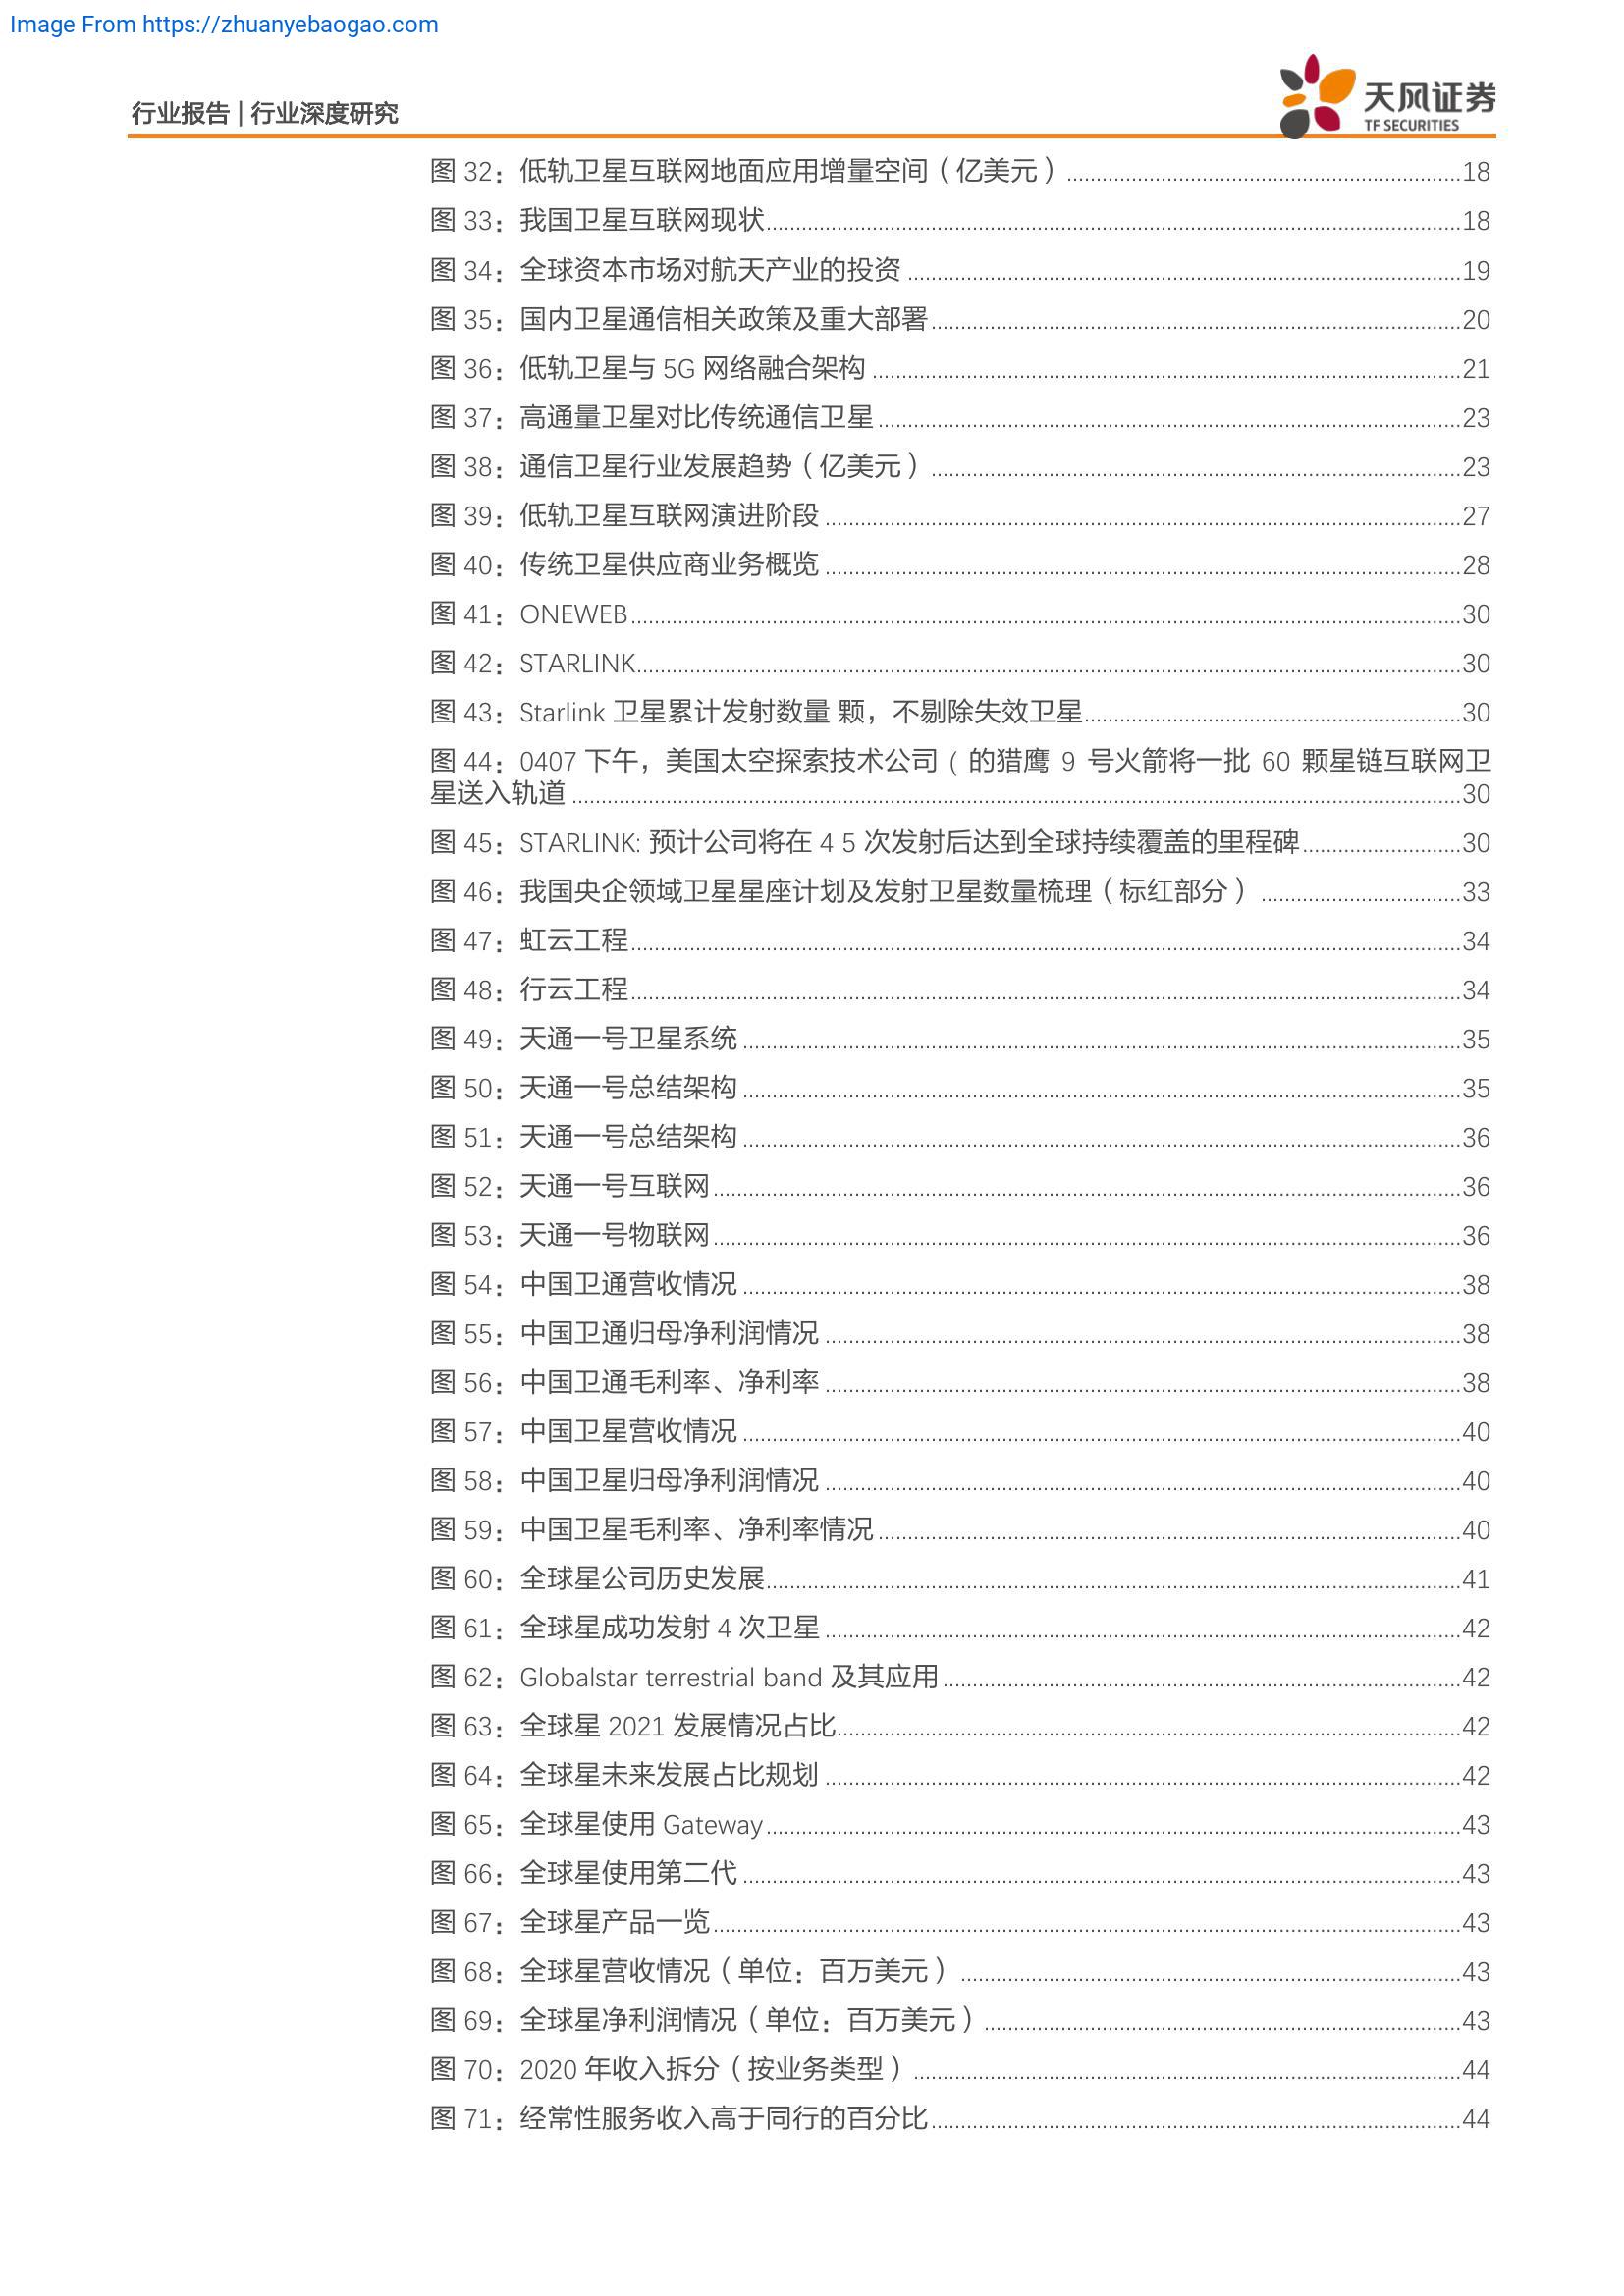 Image From https://zhuanyebaogao.com
行业报告 | 行业深度研究
天风证券
TF SECURITIES
图 32：低轨卫星互联网地面应用增量空间（亿美元）............18
图 33：我国卫星互联网现状............18
图 34：全球资本市场对航天产业的投资............19
图 35：国内卫星通信相关政策及重大部署............20
图 36：低轨卫星与 5G 网络融合架构............21
图 37：高通量卫星对比传统通信卫星............23
图 38：通信卫星行业发展趋势（亿美元）............23
图 39：低轨卫星互联网演进阶段............27
图 40：传统卫星供应商业务概览............28
图 41：ONEWEB............30
图 42：STARLINK............30
图 43：Starlink 卫星累计发射数量 颗，不剔除失效卫星............30
图 44：0407 下午，美国太空探索技术公司（ 的猎鹰 9 号火箭将一批 60 颗星链互联网卫
星送入轨道............30
图 45：STARLINK: 预计公司将在 4 5 次发射后达到全球持续覆盖的里程碑............30
图 46：我国央企领域卫星星座计划及发射卫星数量梳理（标红部分）............33
图 47：虹云工程............34
图 48：行云工程............34
图 49：天通一号卫星系统............35
图 50：天通一号总结架构............35
图 51：天通一号总结架构............36
图 52：天通一号互联网............36
图 53：天通一号物联网............36
图 54：中国卫通营收情况............38
图 55：中国卫通归母净利润情况............38
图 56：中国卫通毛利率、净利率............38
图 57：中国卫星营收情况............40
图 58：中国卫星归母净利润情况............40
图 59：中国卫星毛利率、净利率情况............40
图 60：全球星公司历史发展............41
图 61：全球星成功发射 4 次卫星............42
图 62：Globalstar terrestrial band 及其应用............42
图 63：全球星 2021 发展情况占比............42
图 64：全球星未来发展占比规划............42
图 65：全球星使用 Gateway............43
图 66：全球星使用第二代............43
图 67：全球星产品一览............43
图 68：全球星营收情况（单位：百万美元）............43
图 69：全球星净利润情况（单位：百万美元）............43
图 70：2020 年收入拆分（按业务类型）............44
图 71：经常性服务收入高于同行的百分比............44